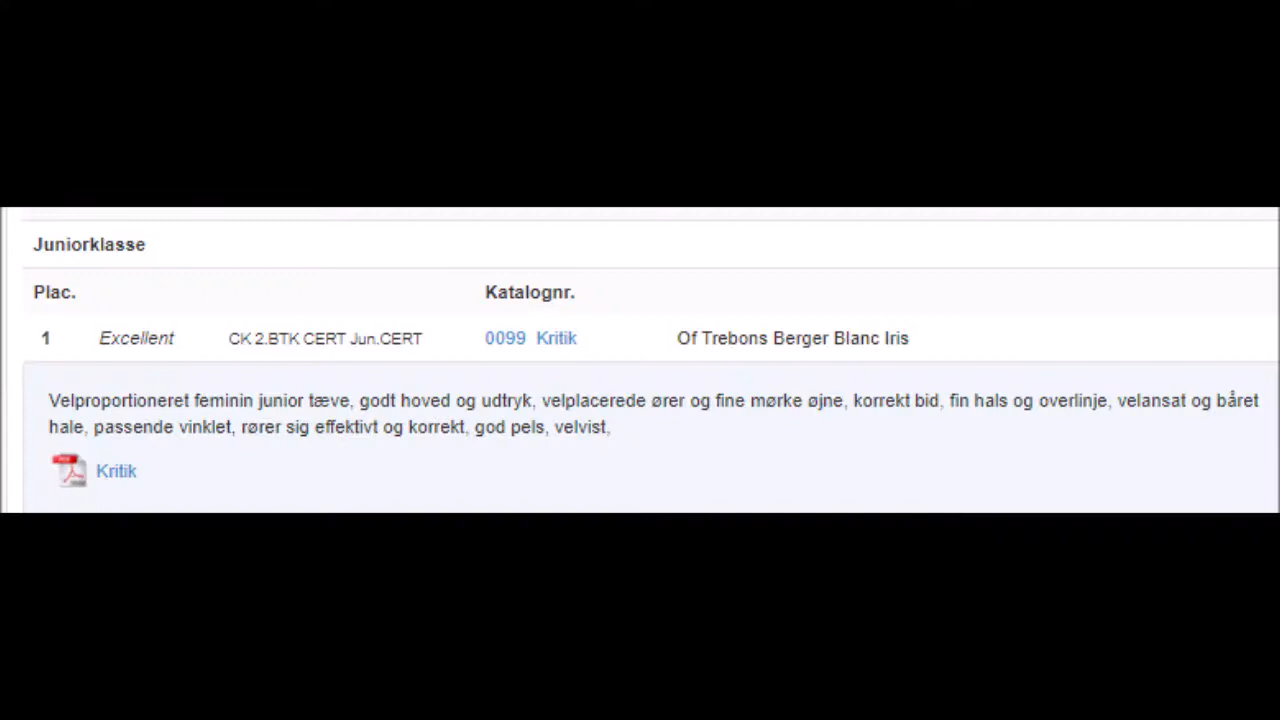 Juniorklasse
Plac. Katalognr.
1 Excellent CK 2.BTK CERT Jun.CERT 0099 Kritik Of Trebons Berger Blanc Iris
Velproportioneret feminin junior tæve, godt hoved og udtryk, velplacerede ører og fine mørke øjne, korrekt bid, fin hals og overlinje, velansat og båret
hale, passende vinklet, rører sig effektivt og korrekt, god pels, velvist,
Kritik